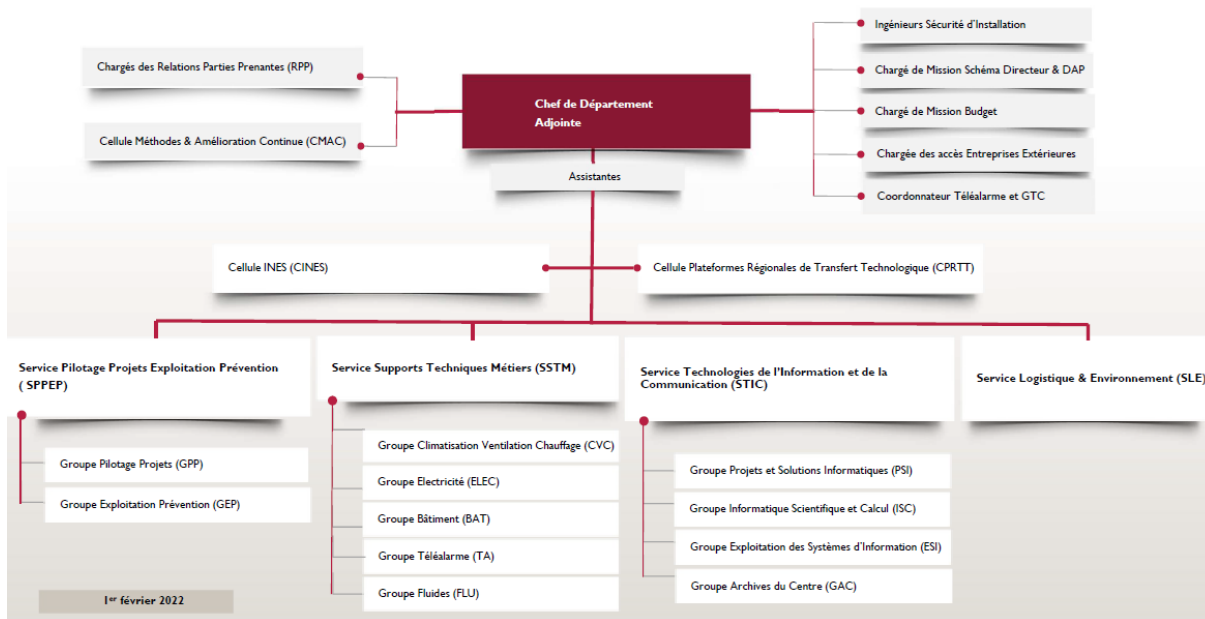 Chargés des Relations Parties Prenantes (RPP)
Cellule Méthodes & Amélioration Continue (CMAC)
Chef de Département
Adjointe
Assistantes
Ingénieurs Sécurité d'Installation
Chargé de Mission Schéma Directeur & DAP
Chargé de Mission Budget
Chargée des accès Entreprises Extérieures
Coordonnateur Téléalarme et GTC
Cellule INES (CINES)
Cellule Plateformes Régionales de Transfert Technologique (CPRTT)
Service Pilotage Projets Exploitation Prévention
( SPPEP)
Groupe Pilotage Projets (GPP)
Groupe Exploitation Prévention (GEP)
Service Supports Techniques Métiers (SSTM)
Groupe Climatisation Ventilation Chauffage (CVC)
Groupe Electricité (ELEC)
Groupe Bâtiment (BAT)
Groupe Téléalarme (TA)
Groupe Fluides (FLU)
Service Technologies de l'Information et de la
Communication (STIC)
Groupe Projets et Solutions Informatiques (PSI)
Groupe Informatique Scientifique et Calcul (ISC)
Groupe Exploitation des Systèmes d'Information (ESI)
Groupe Archives du Centre (GAC)
Service Logistique & Environnement (SLE)
1er février 2022